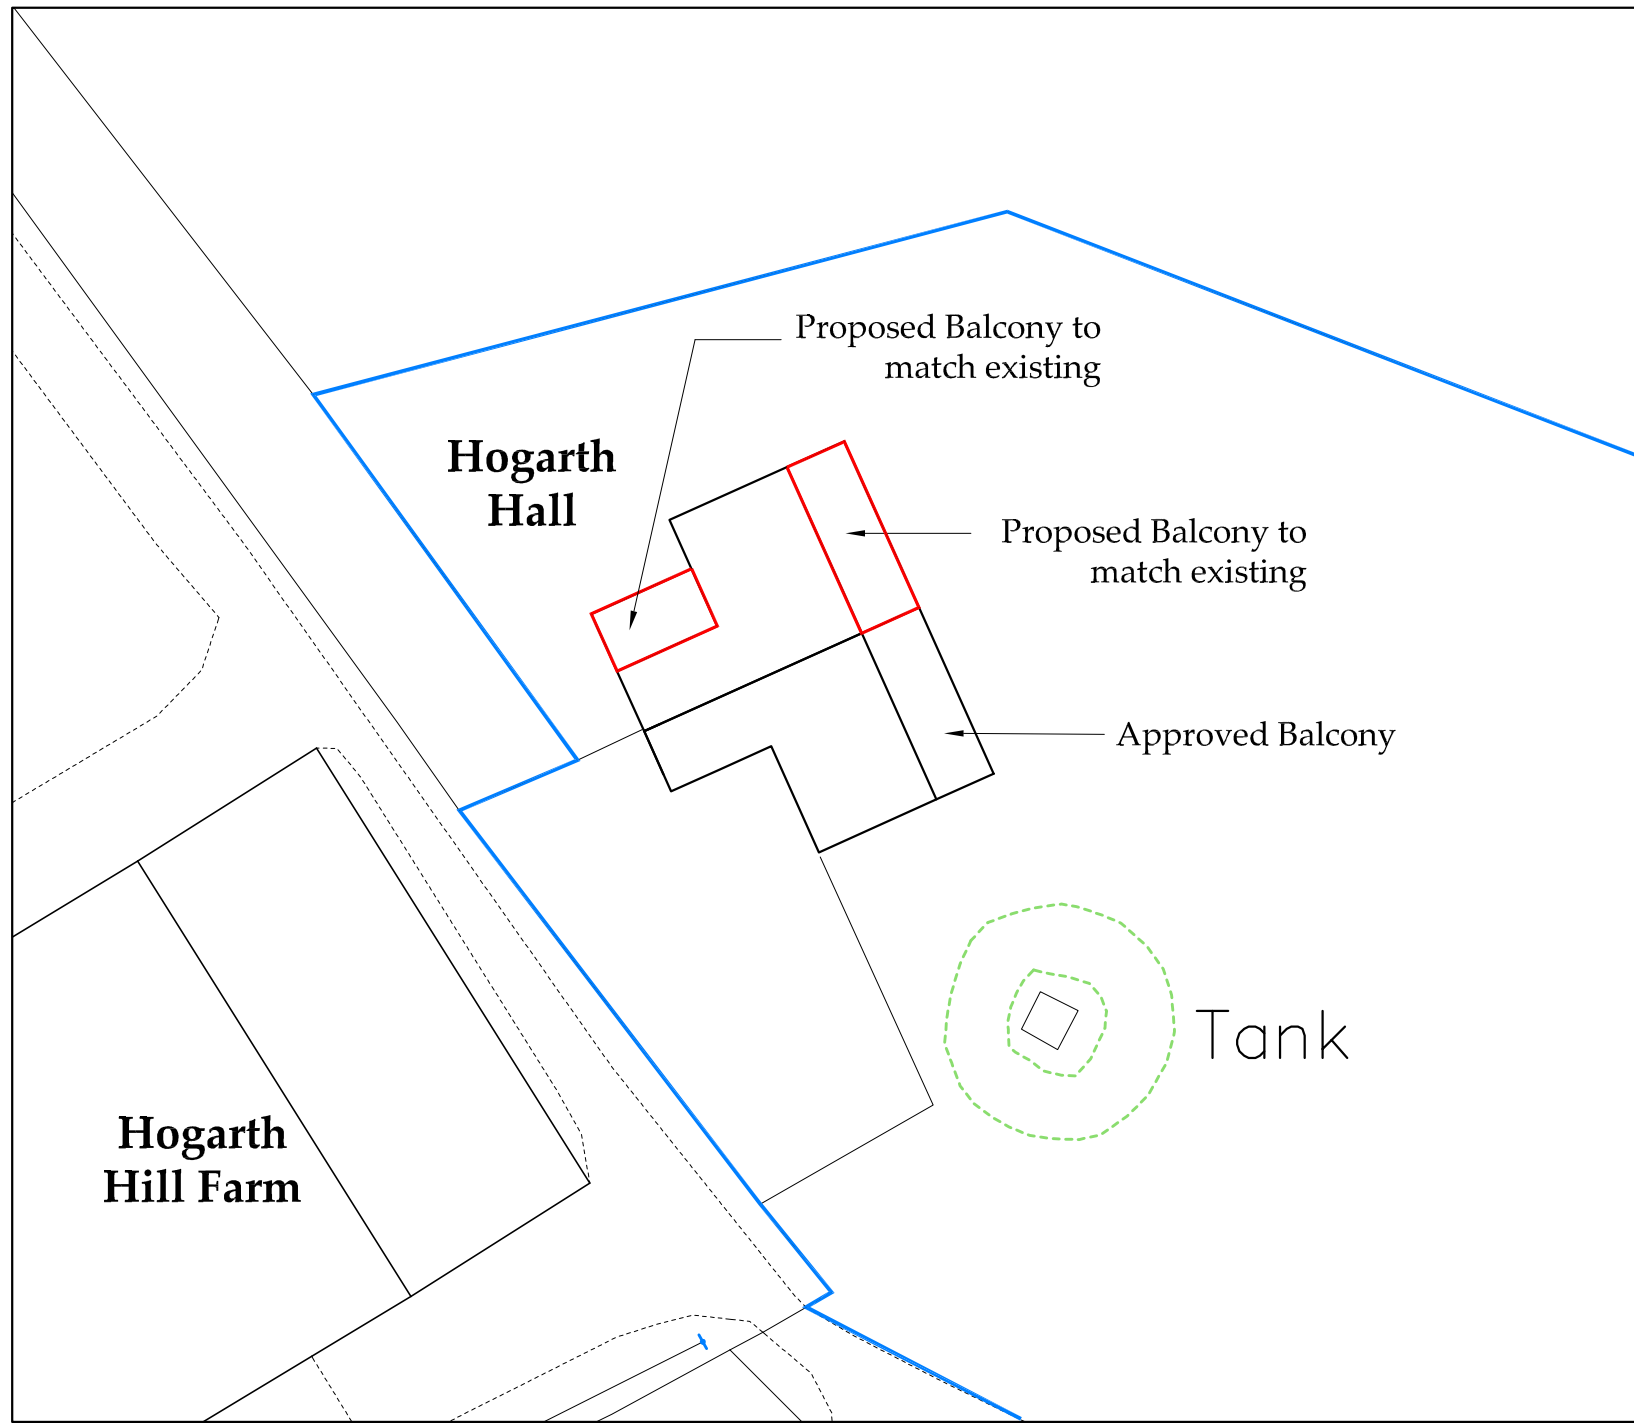 Proposed Balcony to
match existing
Hogarth
Hall
Proposed Balcony to
match existing
Approved Balcony
Tank
Hogarth
Hill Farm